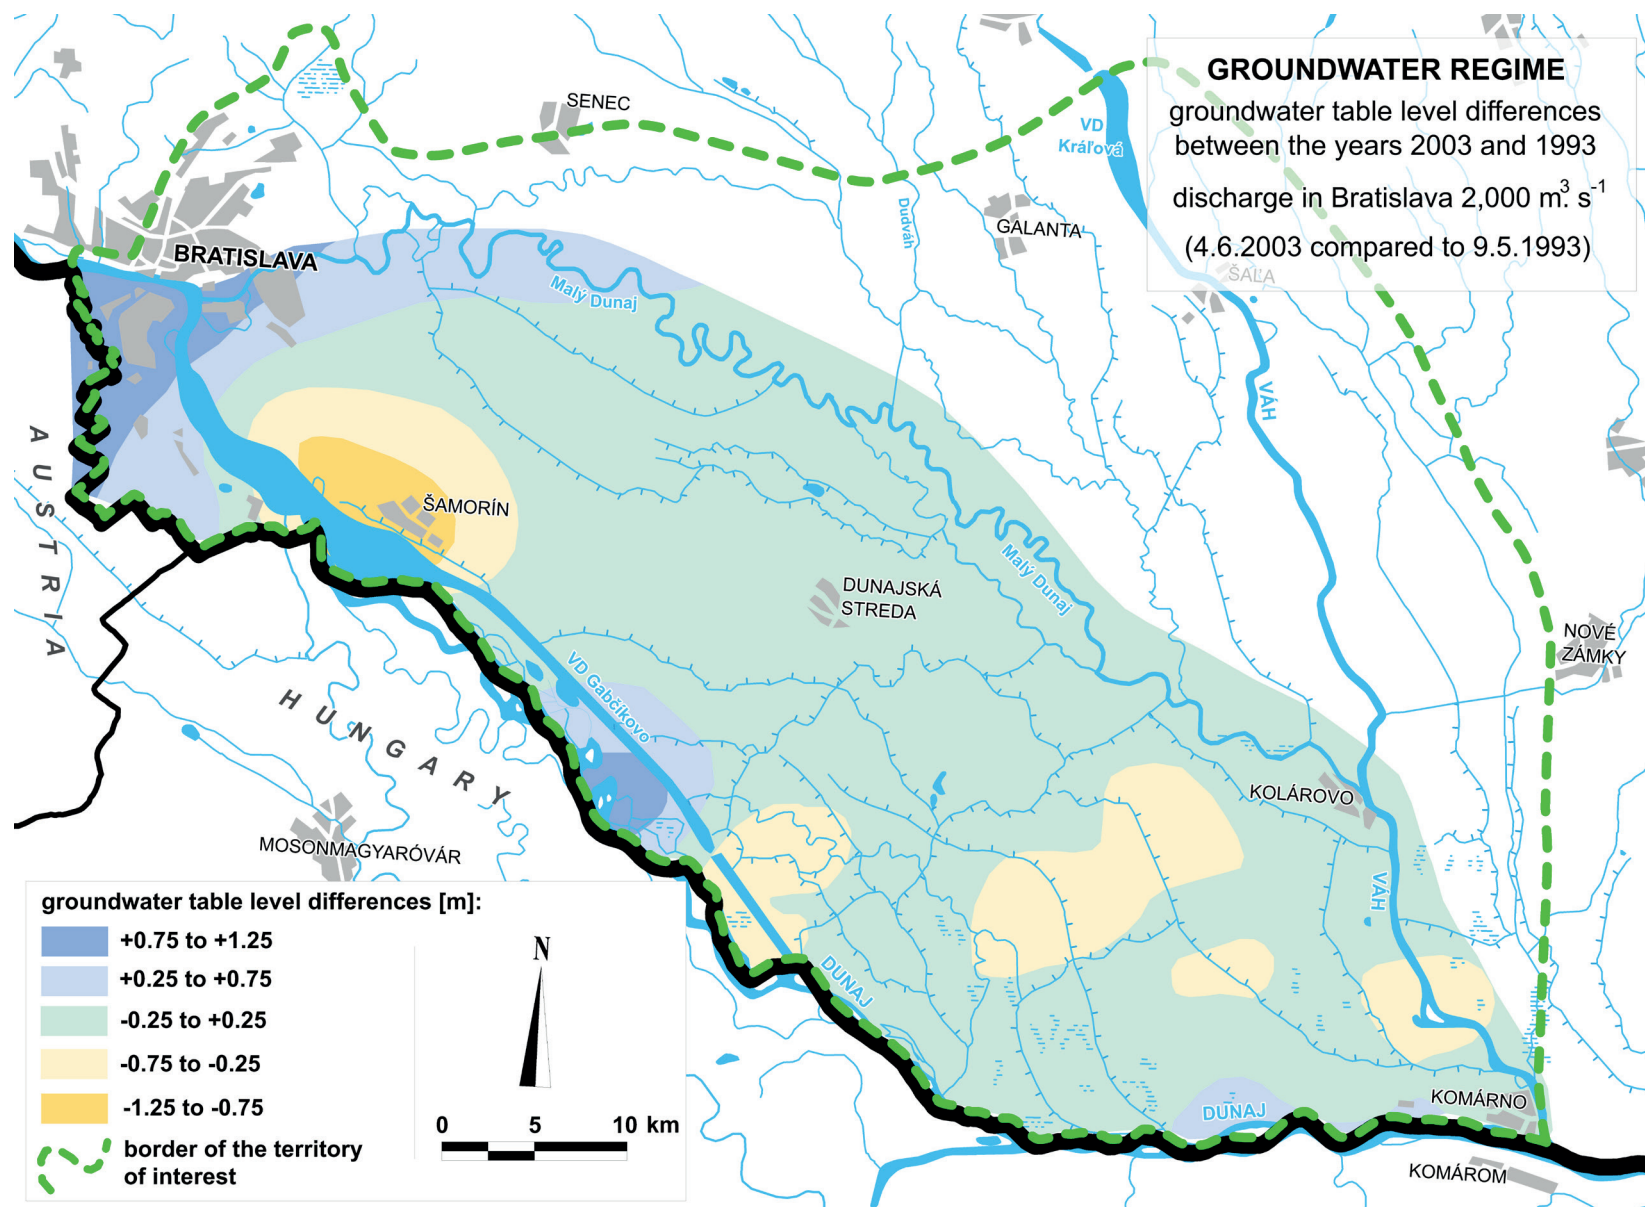 GROUNDWATER REGIME
groundwater table level differences
between the years 2003 and 1993
discharge in Bratislava 2,000 m³. s⁻¹
(4.6.2003 compared to 9.5.1993)
SENEC
VD
Kráľová
Dudváh
GALANTA
ŠAĽA
BRATISLAVA
Malý Dunaj
VÁH
AUSTRIA
ŠAMORÍN
Malý Dunaj
DUNAJSKÁ
STREDA
NOVÉ
ZÁMKY
VD Gabčíkovo
HUNGARY
KOLÁROVO
MOSONMAGYARÓVÁR
VÁH
DUNAJ
DUNAJ
KOMÁRNO
KOMÁROM
groundwater table level differences [m]:
+0.75 to +1.25
+0.25 to +0.75
-0.25 to +0.25
-0.75 to -0.25
-1.25 to -0.75
border of the territory
of interest
N
0 5 10 km